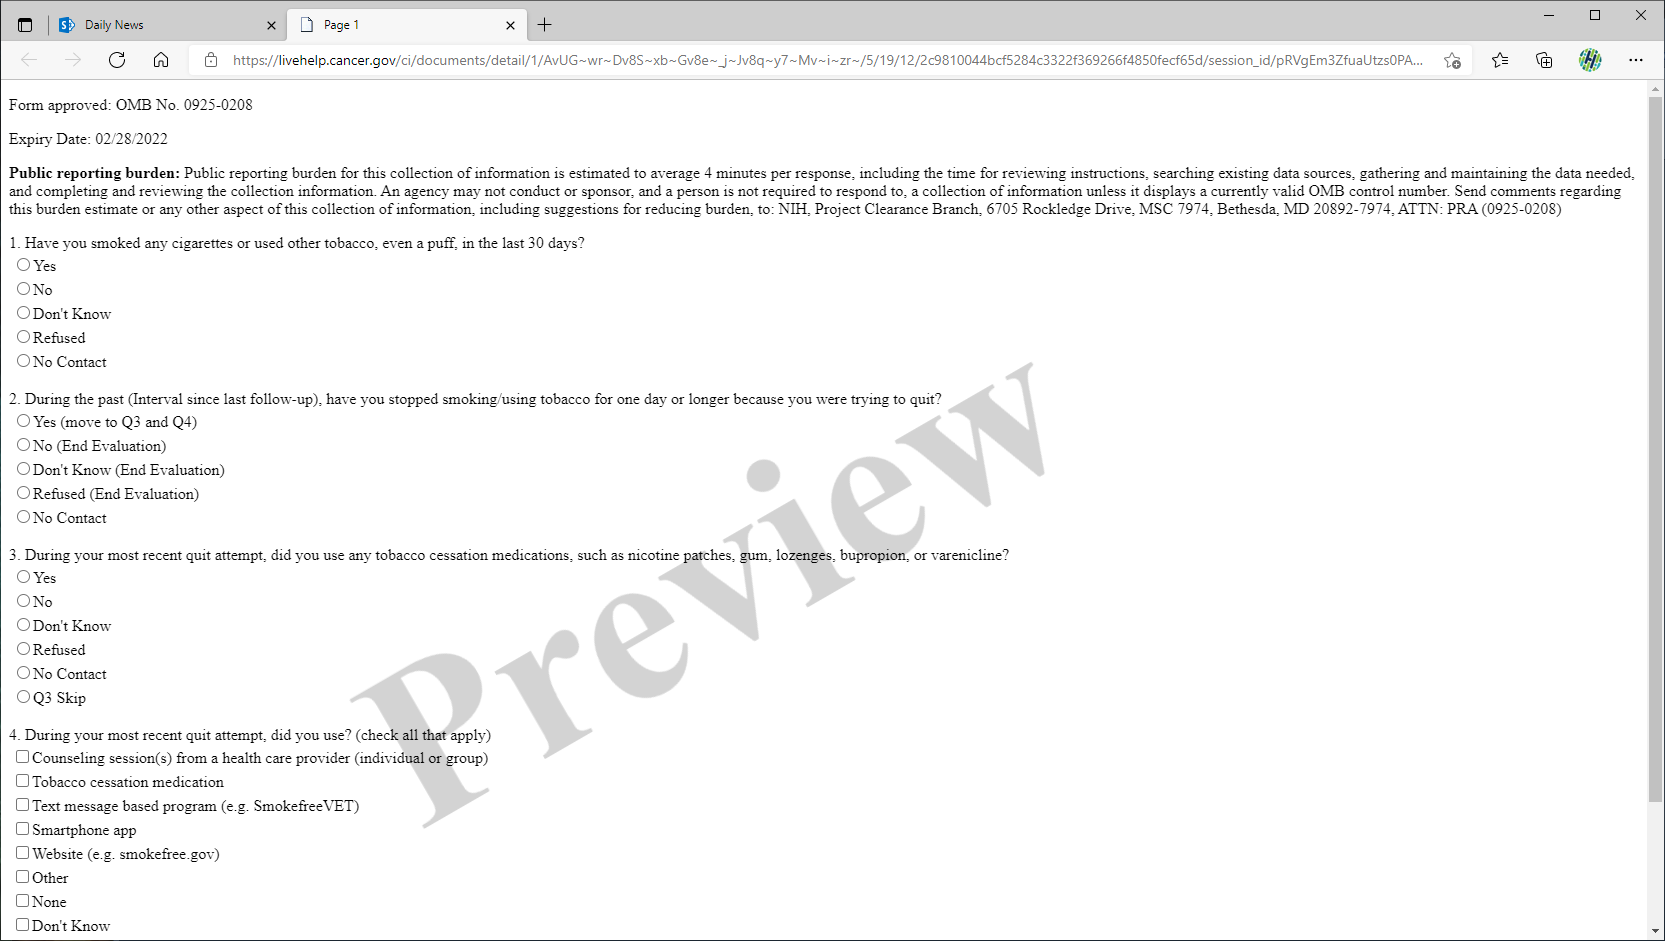 Daily News
Page 1
https://livehelp.cancer.gov/ci/documents/detail/1/AvUG~wr~Dv8S~xb~Gv8e~_j~Jv8q~y7~Mv~i~zr~/5/19/12/2c9810044bcf5284c3322f369266f4850fecf65d/session_id/pRVgEm3ZfuaUtzs0PA...
Form approved: OMB No. 0925-0208
Expiry Date: 02/28/2022
Public reporting burden: Public reporting burden for this collection of information is estimated to average 4 minutes per response, including the time for reviewing instructions, searching existing data sources, gathering and maintaining the data needed,
and completing and reviewing the collection information. An agency may not conduct or sponsor, and a person is not required to respond to, a collection of information unless it displays a currently valid OMB control number. Send comments regarding
this burden estimate or any other aspect of this collection of information, including suggestions for reducing burden, to: NIH, Project Clearance Branch, 6705 Rockledge Drive, MSC 7974, Bethesda, MD 20892-7974, ATTN: PRA (0925-0208)
1. Have you smoked any cigarettes or used other tobacco, even a puff, in the last 30 days?
Yes
No
Don't Know
Refused
No Contact
2. During the past (Interval since last follow-up), have you stopped smoking/using tobacco for one day or longer because you were trying to quit?
Yes (move to Q3 and Q4)
No (End Evaluation)
Don't Know (End Evaluation)
Refused (End Evaluation)
No Contact
3. During your most recent quit attempt, did you use any tobacco cessation medications, such as nicotine patches, gum, lozenges, bupropion, or varenicline?
Yes
No
Don't Know
Refused
No Contact
Q3 Skip
4. During your most recent quit attempt, did you use? (check all that apply)
Counseling session(s) from a health care provider (individual or group)
Tobacco cessation medication
Text message based program (e.g. SmokefreeVET)
Smartphone app
Website (e.g. smokefree.gov)
Other
None
Don't Know
Preview